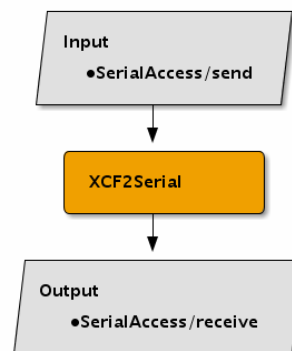 Input
•SerialAccess/send
XCF2Serial
Output
•SerialAccess/receive